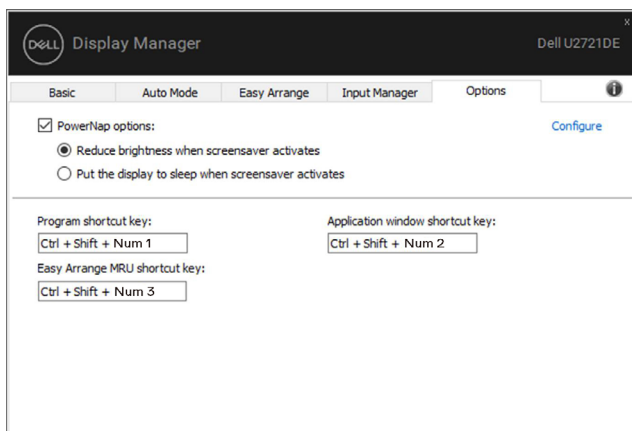 x
DELL Display Manager Dell U2721DE
Basic Auto Mode Easy Arrange Input Manager Options i
PowerNap options: Configure
Reduce brightness when screensaver activates
Put the display to sleep when screensaver activates
Program shortcut key: Application window shortcut key:
Ctrl + Shift + Num 1 Ctrl + Shift + Num 2
Easy Arrange MRU shortcut key:
Ctrl + Shift + Num 3